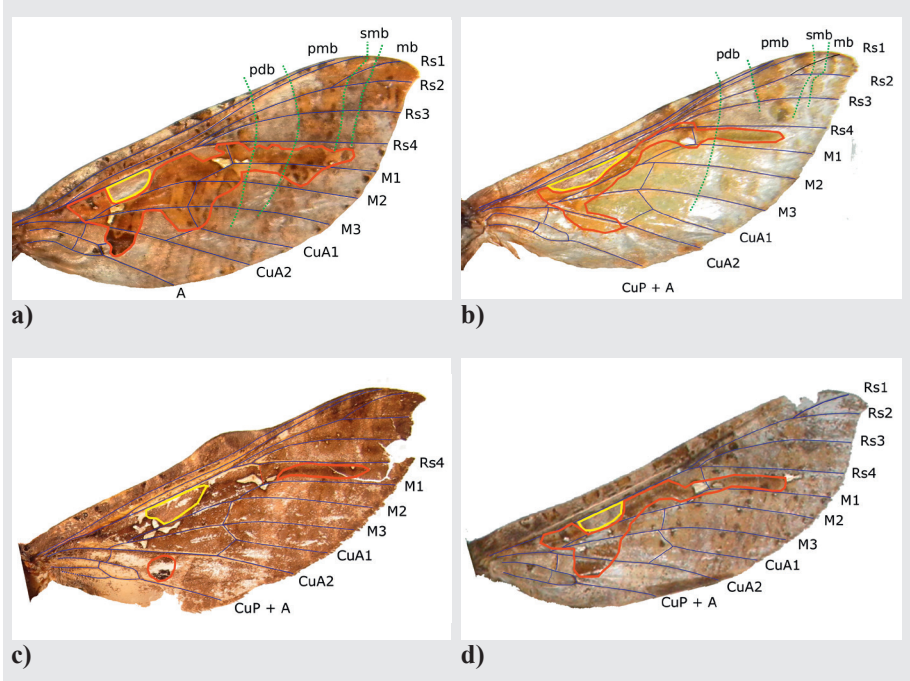 pdb pmb smb mb Rs1
Rs2
Rs3
Rs4
M1
M2
M3
CuA1
CuA2
A
a)
pdb pmb smb mb Rs1
Rs2
Rs3
Rs4
M1
M2
M3
CuA1
CuA2
CuP + A
b)
Rs4
M1
M2
M3
CuA1
CuA2
CuP + A
c)
Rs1
Rs2
Rs3
Rs4
M1
M2
M3
CuA1
CuA2
CuP + A
d)